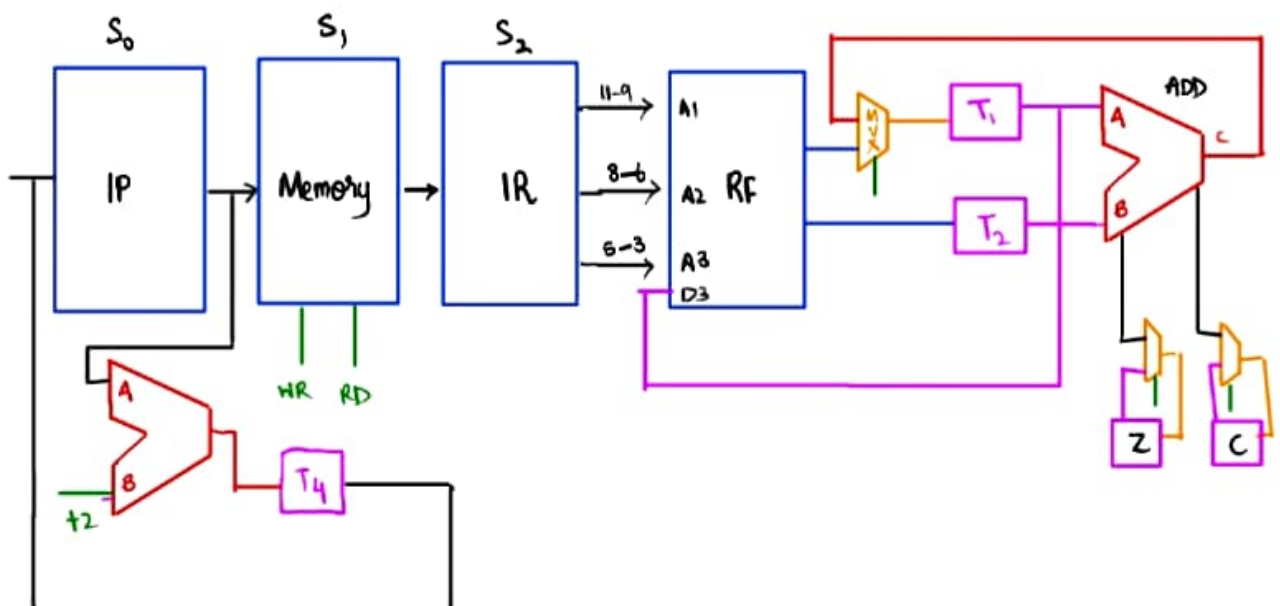 S0
S1
S2
IP
Memory
IR
11-9
8-6
5-3
A1
A2
RF
A3
D3
MUX
T1
T2
ADD
A
B
C
WR
RD
A
B
+2
T4
Z
C